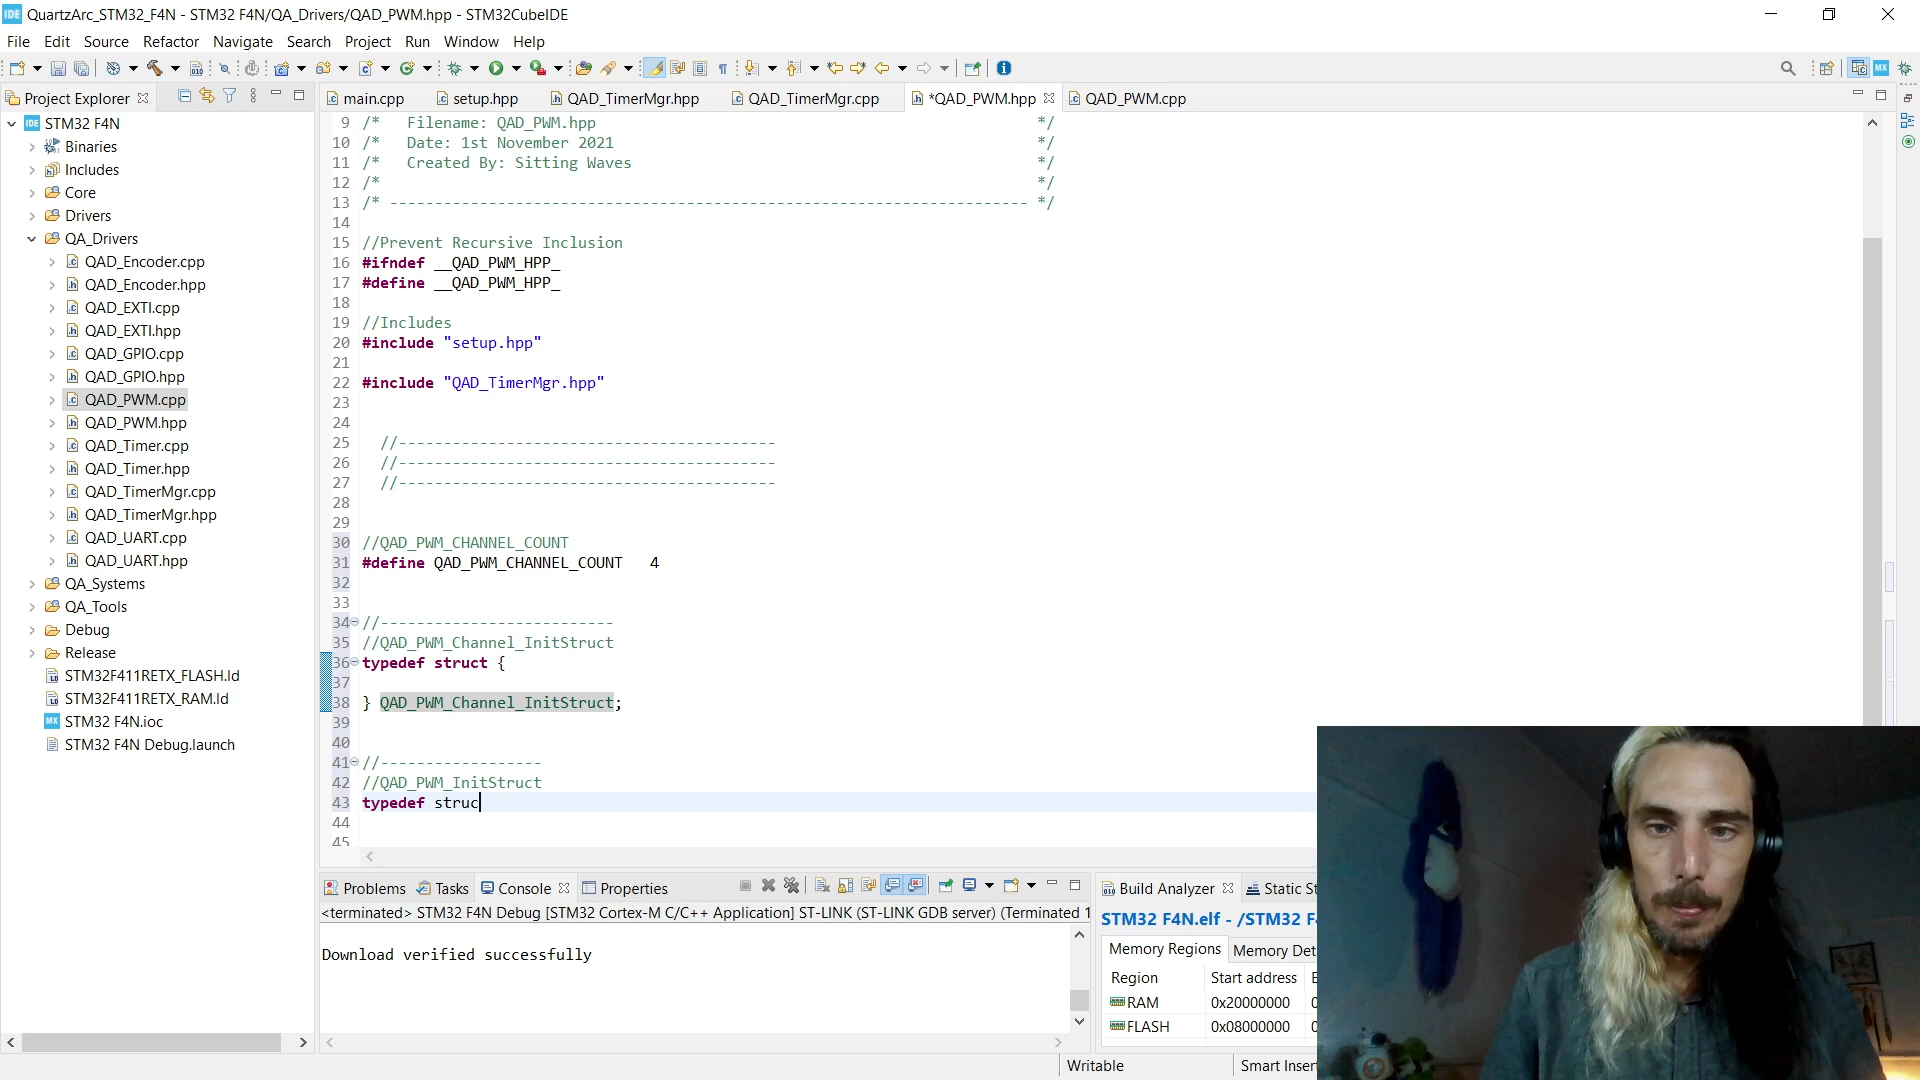 IDE QuartzArc_STM32_F4N - STM32 F4N/QA_Drivers/QAD_PWM.hpp - STM32CubeIDE
File Edit Source Refactor Navigate Search Project Run Window Help
Project Explorer
main.cpp setup.hpp QAD_TimerMgr.hpp QAD_TimerMgr.cpp *QAD_PWM.hpp QAD_PWM.cpp
IDE STM32 F4N
Binaries
Includes
Core
Drivers
QA_Drivers
QAD_Encoder.cpp
QAD_Encoder.hpp
QAD_EXTI.cpp
QAD_EXTI.hpp
QAD_GPIO.cpp
QAD_GPIO.hpp
QAD_PWM.cpp
QAD_PWM.hpp
QAD_Timer.cpp
QAD_Timer.hpp
QAD_TimerMgr.cpp
QAD_TimerMgr.hpp
QAD_UART.cpp
QAD_UART.hpp
QA_Systems
QA_Tools
Debug
Release
STM32F411RETX_FLASH.ld
STM32F411RETX_RAM.ld
MX STM32 F4N.ioc
STM32 F4N Debug.launch
9 /* Filename: QAD_PWM.hpp */
10 /* Date: 1st November 2021 */
11 /* Created By: Sitting Waves */
12 /* */
13 /* ----------------------------------------------------------------------- */
14
15 //Prevent Recursive Inclusion
16 #ifndef __QAD_PWM_HPP_
17 #define __QAD_PWM_HPP_
18
19 //Includes
20 #include "setup.hpp"
21
22 #include "QAD_TimerMgr.hpp"
23
24
25 //------------------------------------------
26 //------------------------------------------
27 //------------------------------------------
28
29
30 //QAD_PWM_CHANNEL_COUNT
31 #define QAD_PWM_CHANNEL_COUNT 4
32
33
34 //--------------------------
35 //QAD_PWM_Channel_InitStruct
36 typedef struct {
37
38 } QAD_PWM_Channel_InitStruct;
39
40
41 //------------------
42 //QAD_PWM_InitStruct
43 typedef struc
44
45
Problems Tasks Console Properties
<terminated> STM32 F4N Debug [STM32 Cortex-M C/C++ Application] ST-LINK (ST-LINK GDB server) (Terminated 1
Download verified successfully
Build Analyzer Static St
STM32 F4N.elf - /STM32 F4
Memory Regions Memory Det
Region Start address E
RAM 0x20000000 0
FLASH 0x08000000 0
Writable Smart Inser